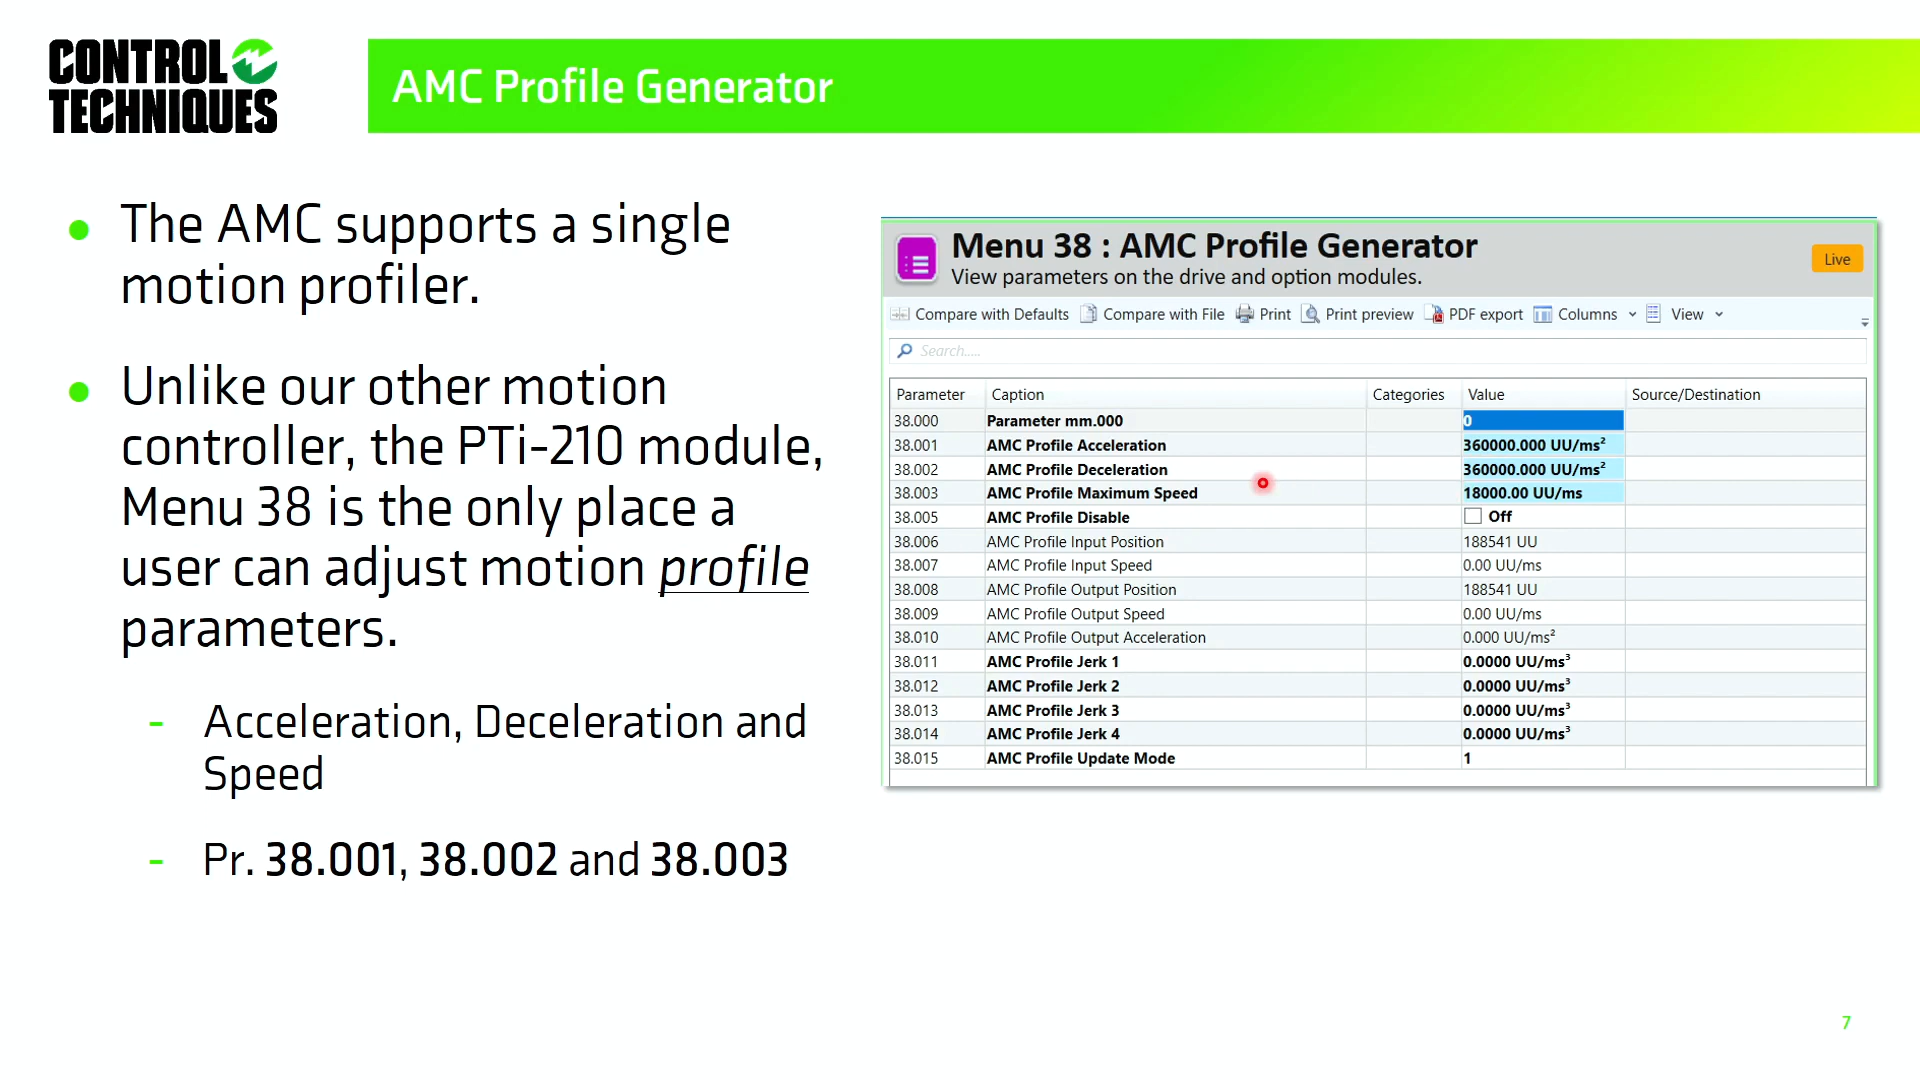 CONTROL
TECHNIQUES
AMC Profile Generator
● The AMC supports a single
motion profiler.
● Unlike our other motion
controller, the PTi-210 module,
Menu 38 is the only place a
user can adjust motion profile
parameters.
- Acceleration, Deceleration and
Speed
- Pr. 38.001, 38.002 and 38.003
Menu 38 : AMC Profile Generator
View parameters on the drive and option modules.
Live
Compare with Defaults Compare with File Print Print preview PDF export Columns View
Search.....
Parameter Caption Categories Value Source/Destination
38.000 Parameter mm.000 0
38.001 AMC Profile Acceleration 360000.000 UU/ms²
38.002 AMC Profile Deceleration 360000.000 UU/ms²
38.003 AMC Profile Maximum Speed 18000.00 UU/ms
38.005 AMC Profile Disable Off
38.006 AMC Profile Input Position 188541 UU
38.007 AMC Profile Input Speed 0.00 UU/ms
38.008 AMC Profile Output Position 188541 UU
38.009 AMC Profile Output Speed 0.00 UU/ms
38.010 AMC Profile Output Acceleration 0.000 UU/ms²
38.011 AMC Profile Jerk 1 0.0000 UU/ms³
38.012 AMC Profile Jerk 2 0.0000 UU/ms³
38.013 AMC Profile Jerk 3 0.0000 UU/ms³
38.014 AMC Profile Jerk 4 0.0000 UU/ms³
38.015 AMC Profile Update Mode 1
7